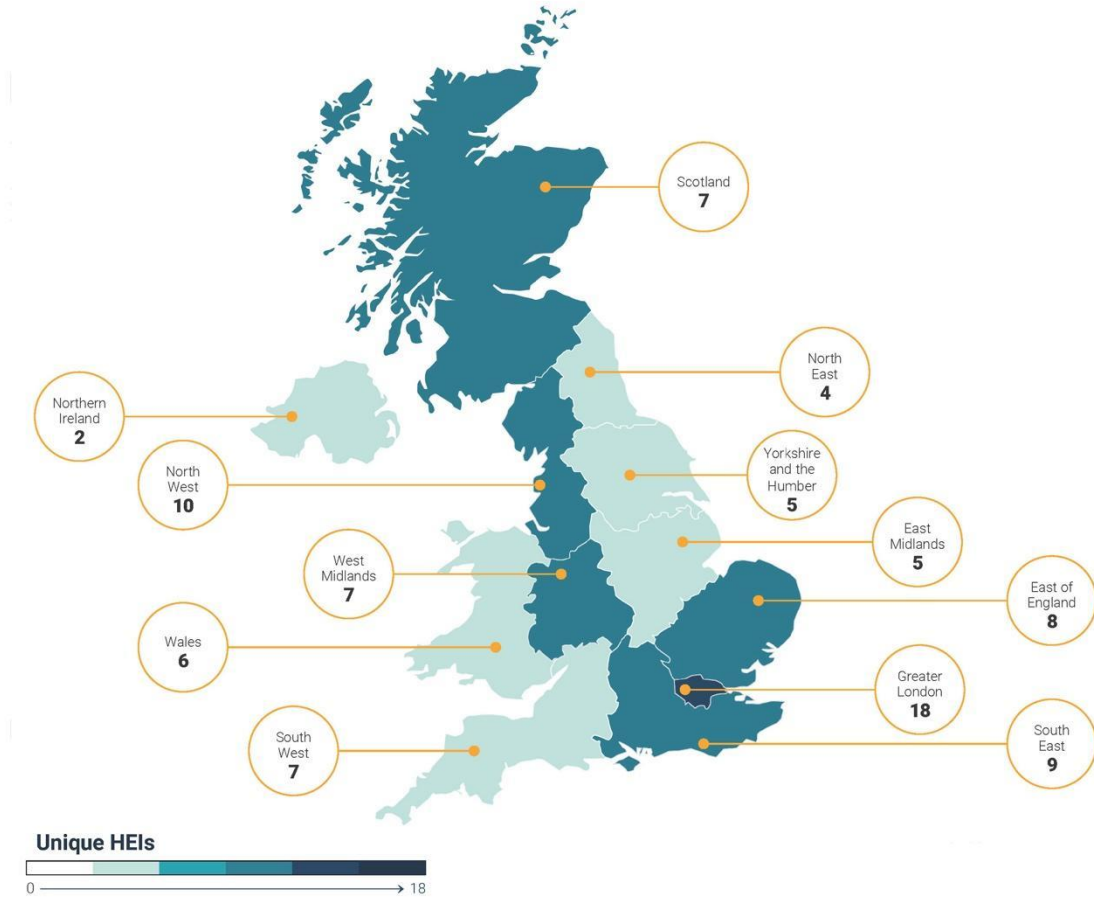 Scotland
7
North
East
4
Northern
Ireland
2
Yorkshire
and the
Humber
5
North
West
10
East
Midlands
5
West
Midlands
7
East of
England
8
Wales
6
Greater
London
18
South
West
7
South
East
9
Unique HEIs
0
18